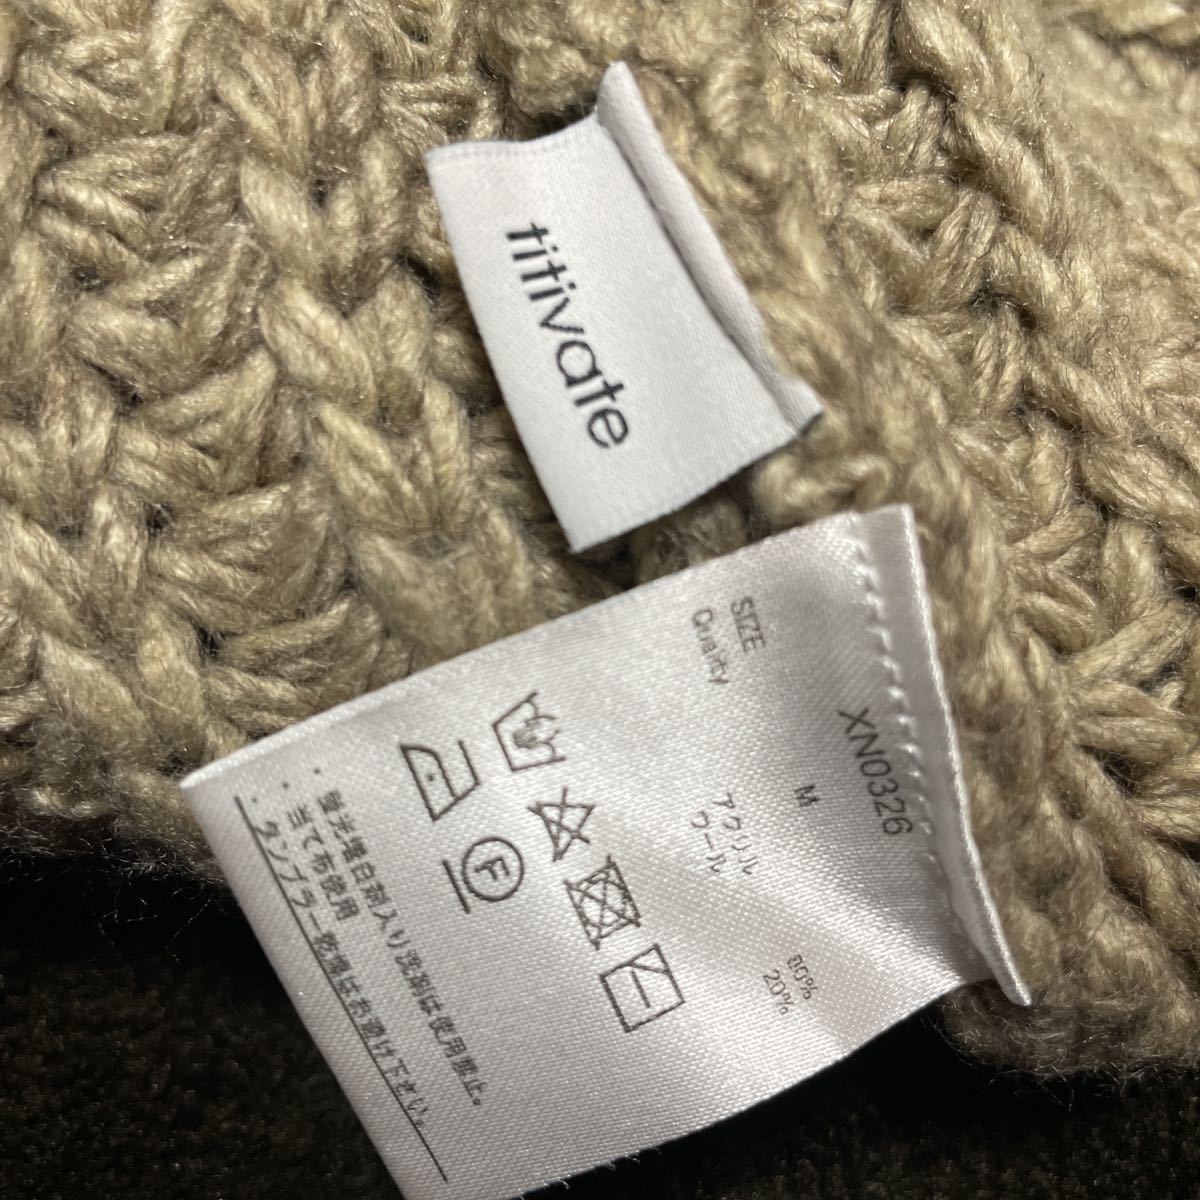 titivate
XN0326
SIZE M
Quality アクリル 80%
ワール 20%
F
・蛍光増白剤入り洗剤は使用禁止。
・当て布使用
・タンブラー乾燥はお避け下さい。